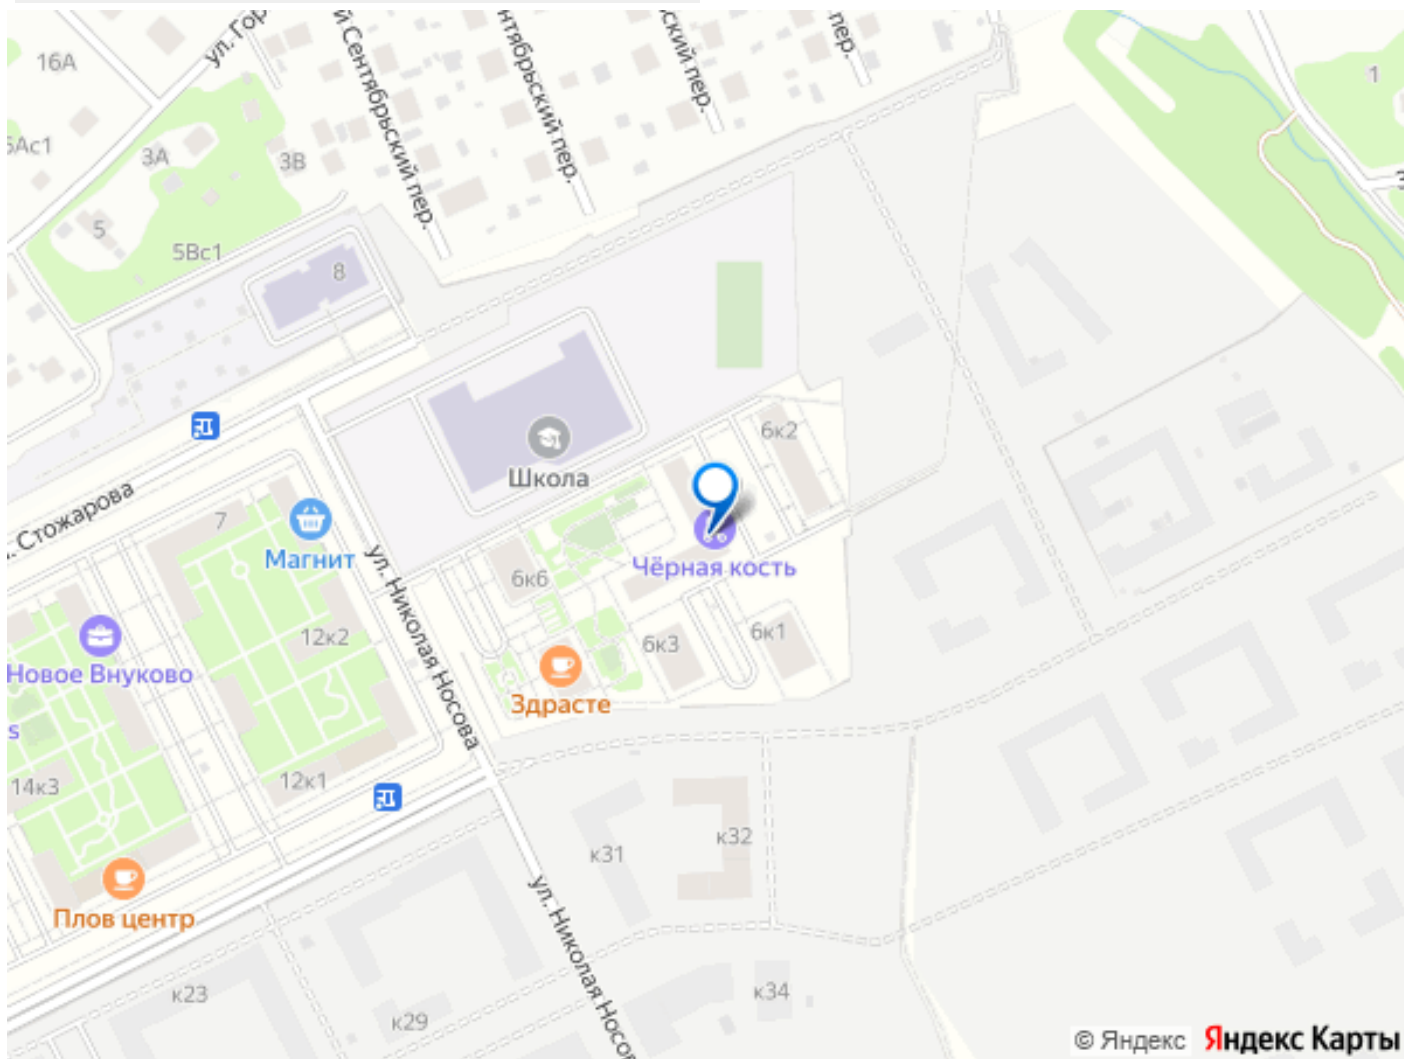 16А
ул. Гор
й Сентябрьский пер.
нтябрьский пер.
ский пер.
пер.
1
6Ас1
3А
3В
5
5Вс1
8
Школа
6к2
Стожарова
7
Магнит
ул. Николая Носова
6к6
Чёрная кость
12к2
6к3
6к1
Новое Внуково
Здрасте
s
14к3
12к1
к31
к32
Плов центр
ул. Николая Носо
к23
к29
к34
© Яндекс Яндекс Карты